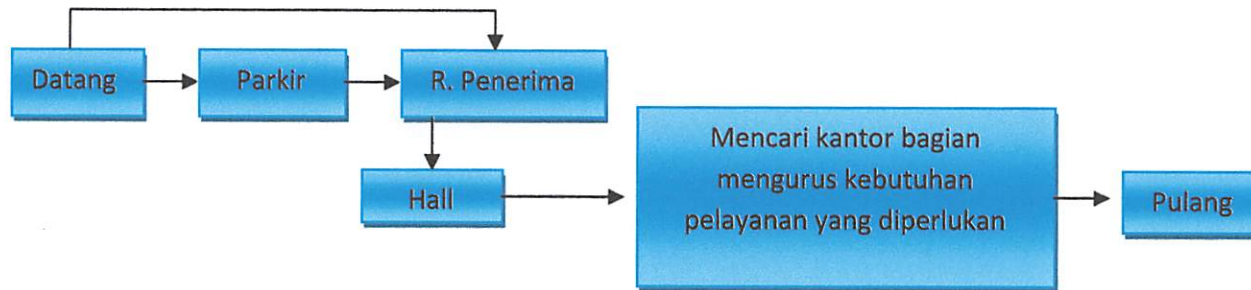 Datang
Parkir
R. Penerima
Hall
Mencari kantor bagian
mengurus kebutuhan
pelayanan yang diperlukan
Pulang